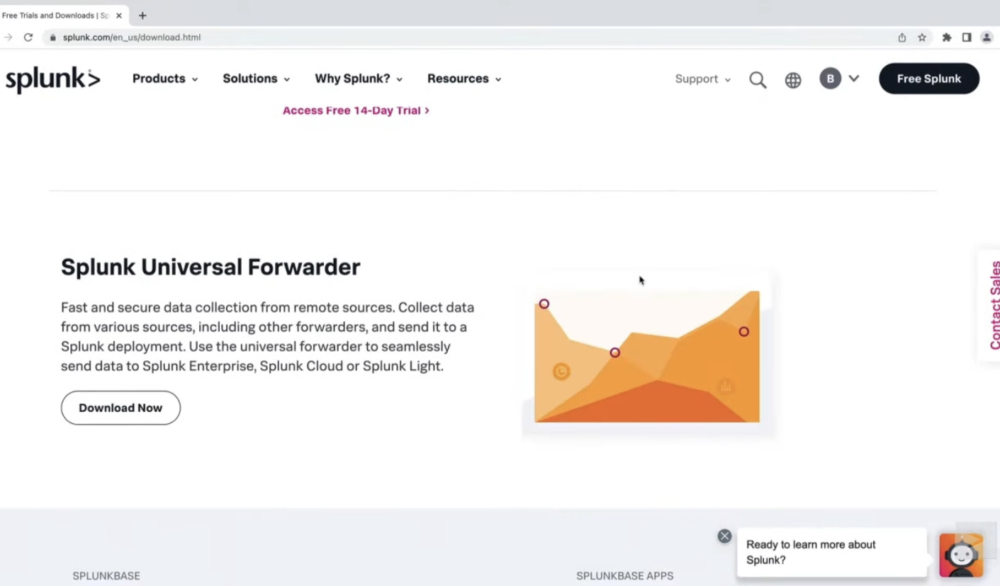 Free Trials and Downloads | Sp
splunk.com/en_us/download.html
splunk>
Products
Solutions
Why Splunk?
Resources
Support
B
Free Splunk
Access Free 14-Day Trial >
Splunk Universal Forwarder
Fast and secure data collection from remote sources. Collect data
from various sources, including other forwarders, and send it to a
Splunk deployment. Use the universal forwarder to seamlessly
send data to Splunk Enterprise, Splunk Cloud or Splunk Light.
Download Now
Contact Sales
Ready to learn more about
Splunk?
SPLUNKBASE
SPLUNKBASE APPS